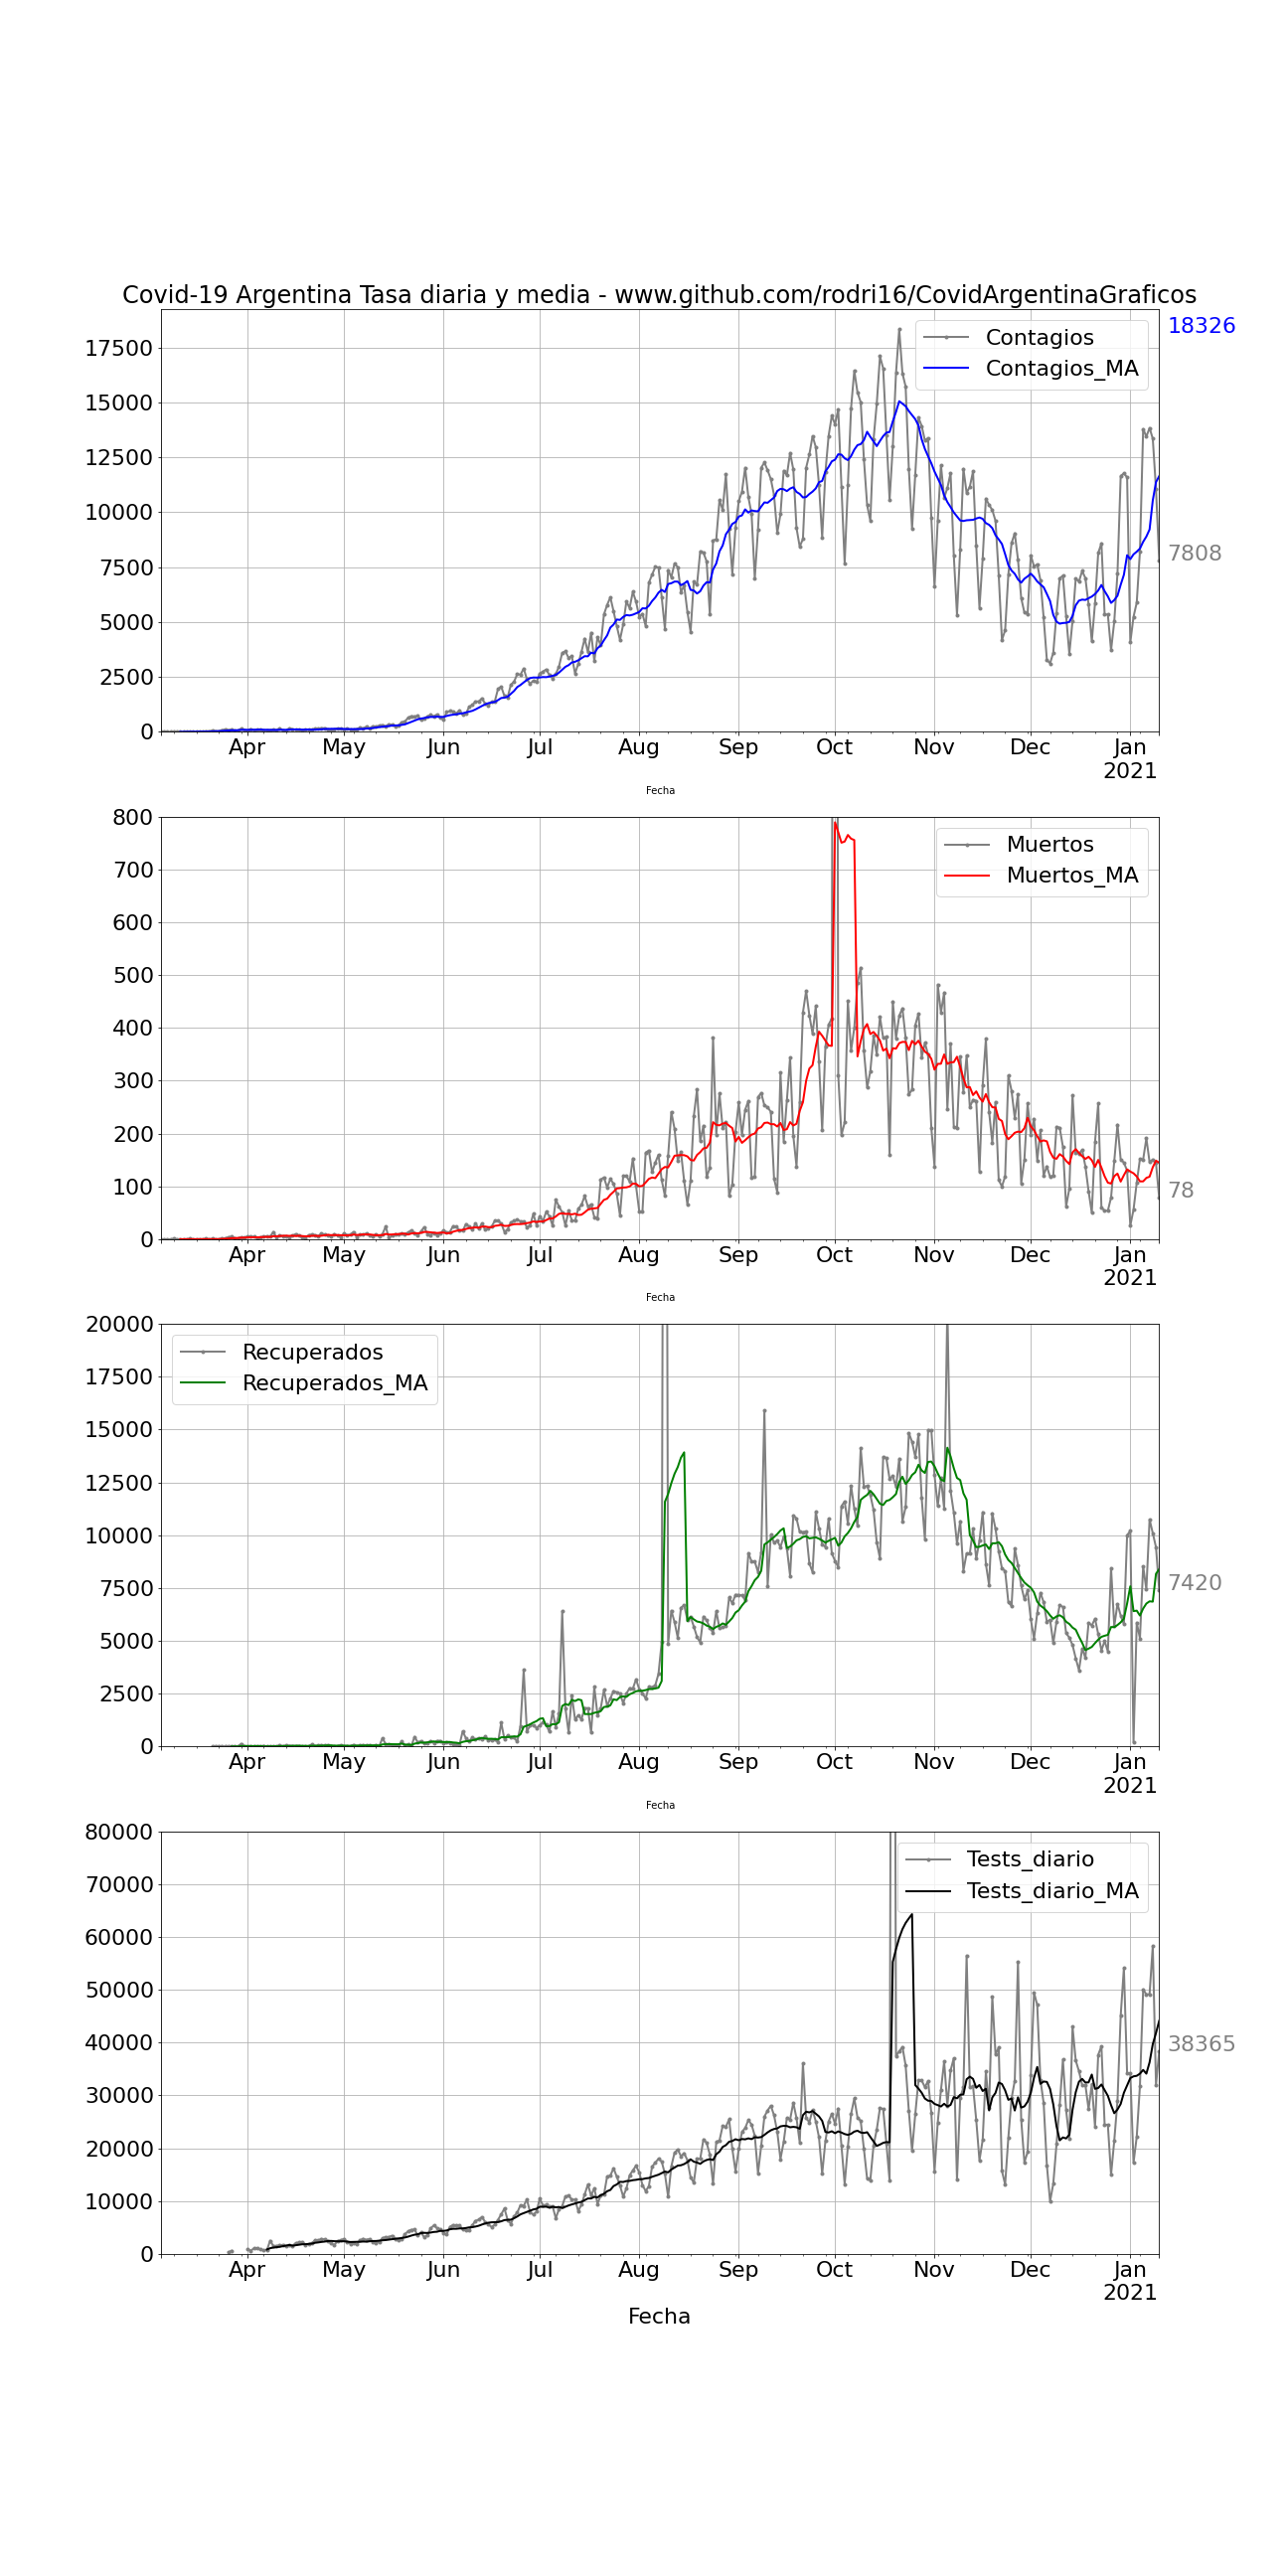 Covid-19 Argentina Tasa diaria y media - www.github.com/rodri16/CovidArgentinaGraficos
18326
Contagios
Contagios_MA
17500
15000
12500
10000
7808
7500
5000
2500
0
Apr May Jun Jul Aug Sep Oct Nov Dec Jan
2021
Fecha
800
Muertos
Muertos_MA
700
600
500
400
300
200
100
78
0
Apr May Jun Jul Aug Sep Oct Nov Dec Jan
2021
Fecha
20000
Recuperados
Recuperados_MA
17500
15000
12500
10000
7500
7420
5000
2500
0
Apr May Jun Jul Aug Sep Oct Nov Dec Jan
2021
Fecha
80000
Tests_diario
Tests_diario_MA
70000
60000
50000
40000
38365
30000
20000
10000
0
Apr May Jun Jul Aug Sep Oct Nov Dec Jan
2021
Fecha